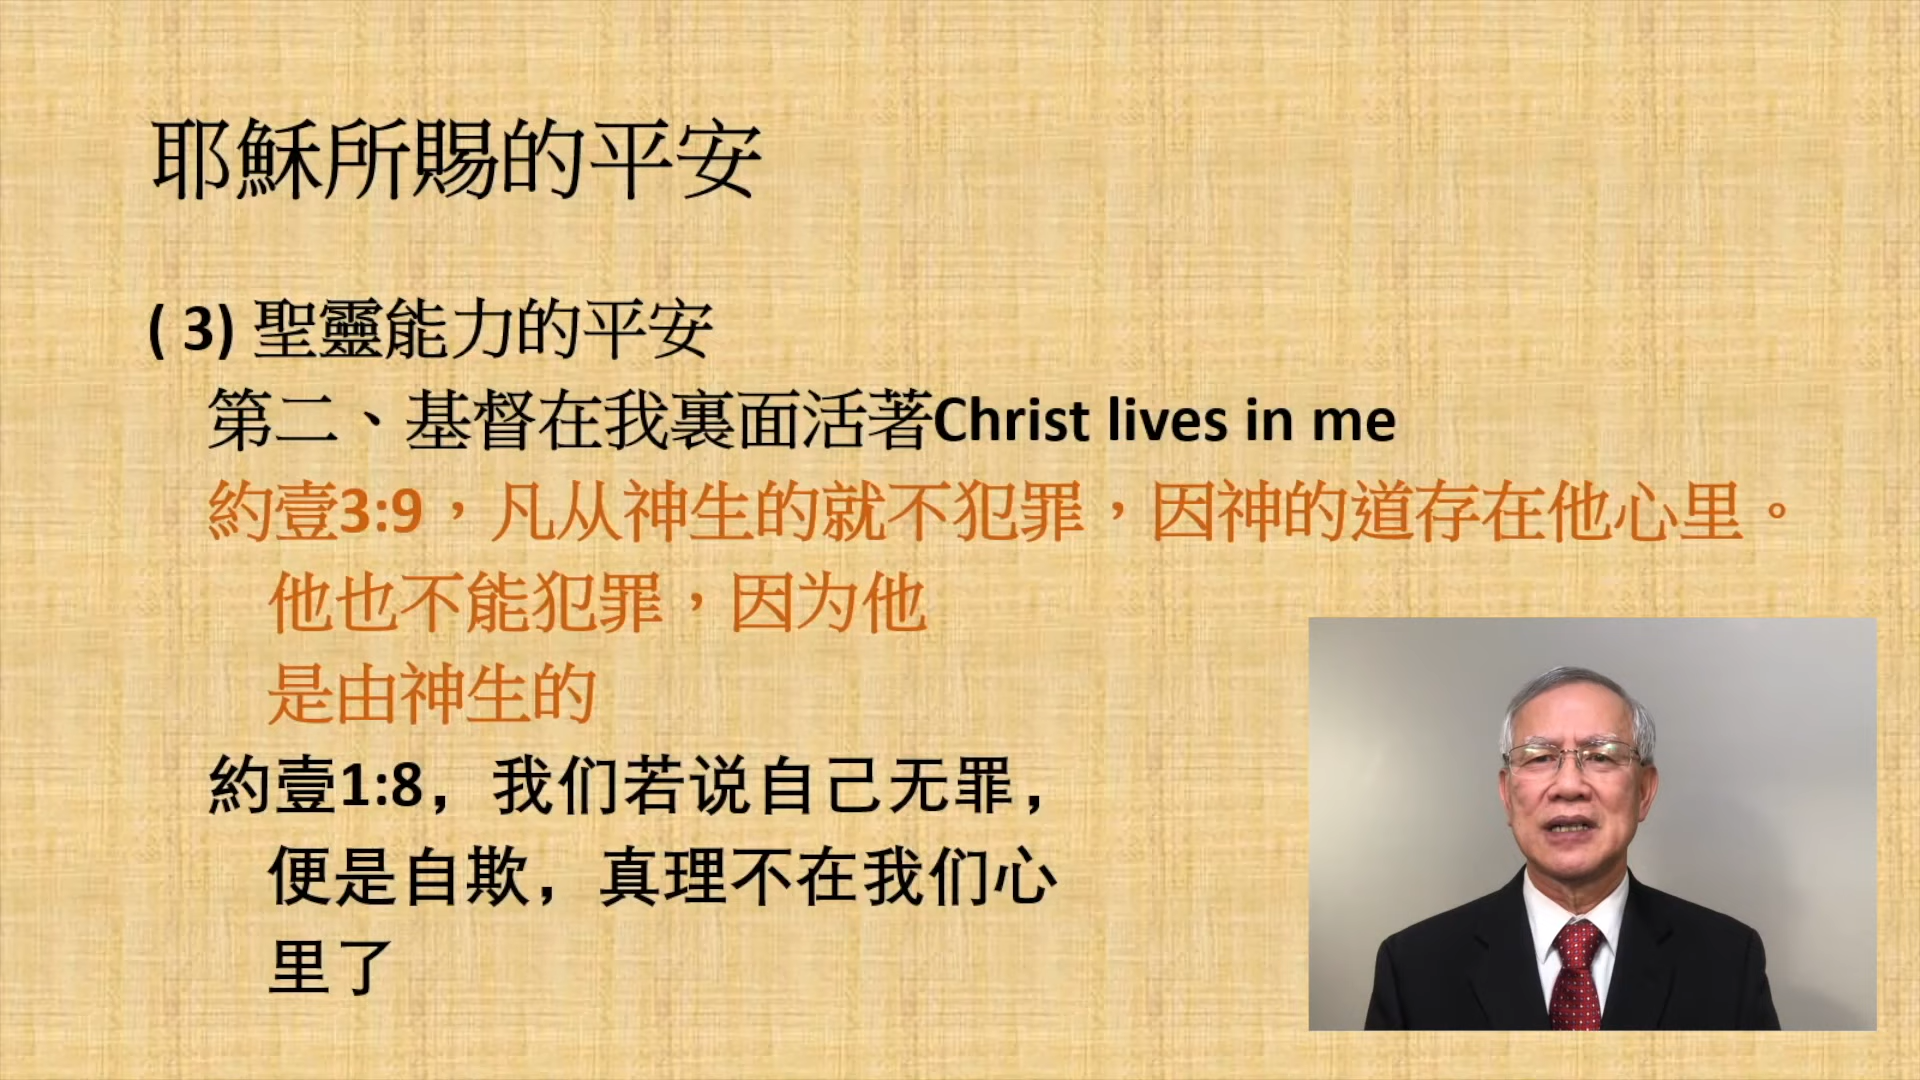 耶穌所賜的平安
( 3) 聖靈能力的平安
第二、基督在我裏面活著Christ lives in me
約壹3:9，凡从神生的就不犯罪，因神的道存在他心里。
他也不能犯罪，因为他
是由神生的
約壹1:8，我们若说自己无罪，
便是自欺，真理不在我们心
里了